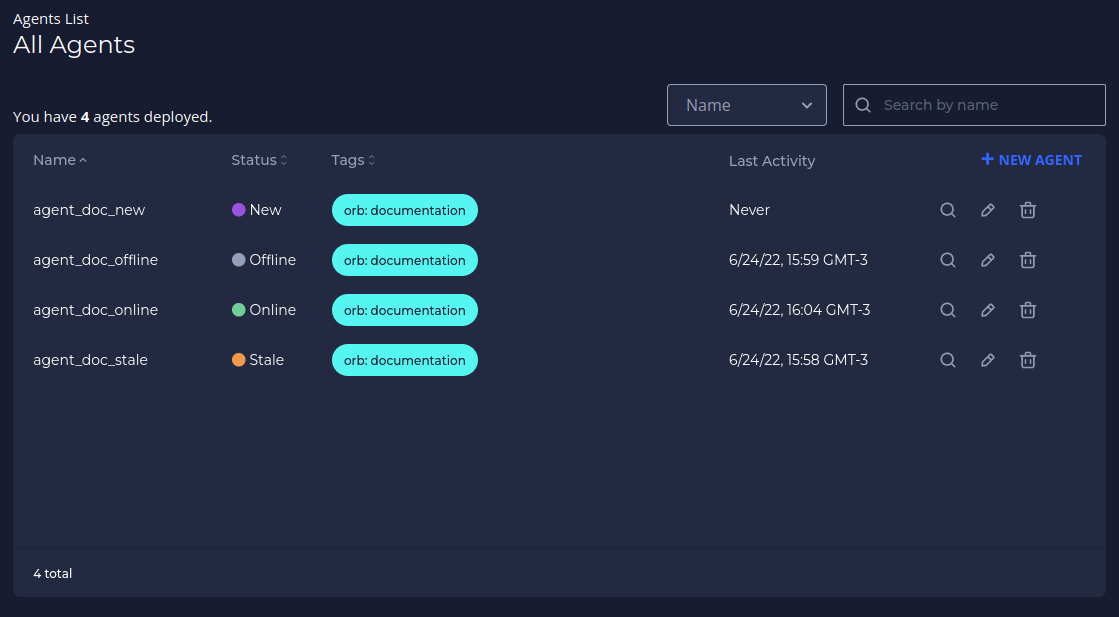 Agents List
All Agents
You have 4 agents deployed.
Name
Search by name
Name Status Tags Last Activity + NEW AGENT
agent_doc_new New orb: documentation Never
agent_doc_offline Offline orb: documentation 6/24/22, 15:59 GMT-3
agent_doc_online Online orb: documentation 6/24/22, 16:04 GMT-3
agent_doc_stale Stale orb: documentation 6/24/22, 15:58 GMT-3
4 total